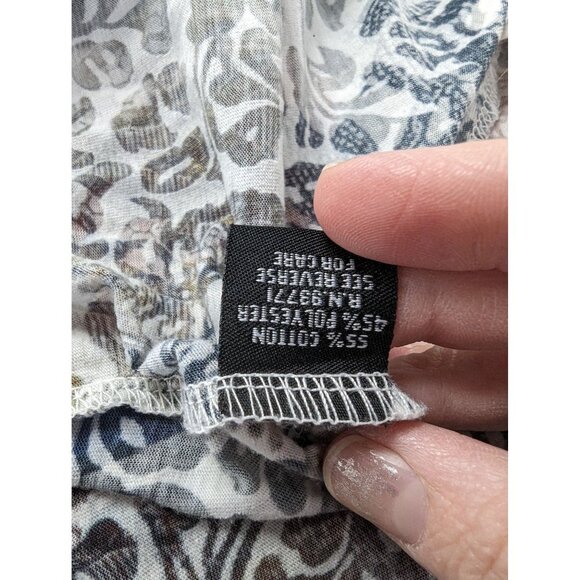 55% COTTON
45% POLYESTER
R.N.93771
SEE REVERSE
FOR CARE